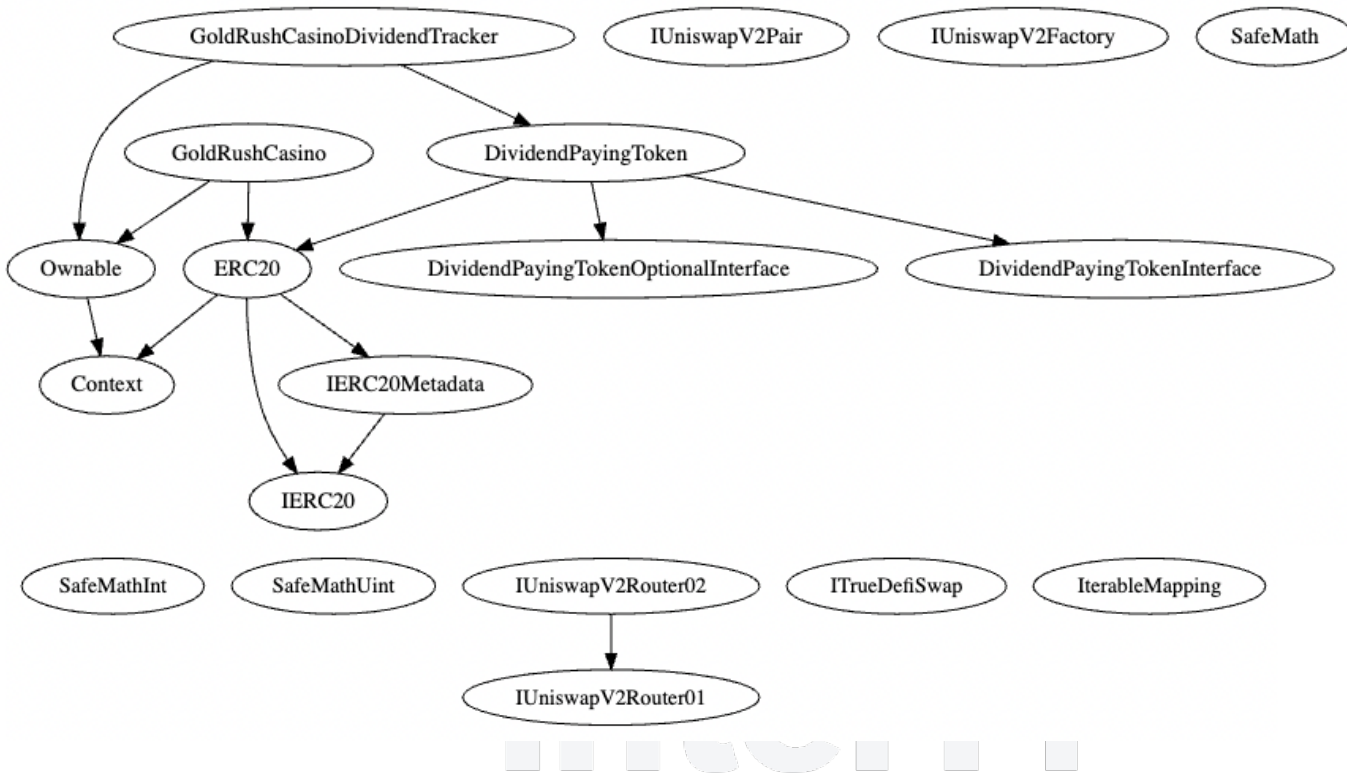 GoldRushCasinoDividendTracker
IUniswapV2Pair
IUniswapV2Factory
SafeMath
GoldRushCasino
DividendPayingToken
Ownable
ERC20
DividendPayingTokenOptionalInterface
DividendPayingTokenInterface
Context
IERC20Metadata
IERC20
SafeMathInt
SafeMathUint
IUniswapV2Router02
ITrueDefiSwap
IterableMapping
IUniswapV2Router01